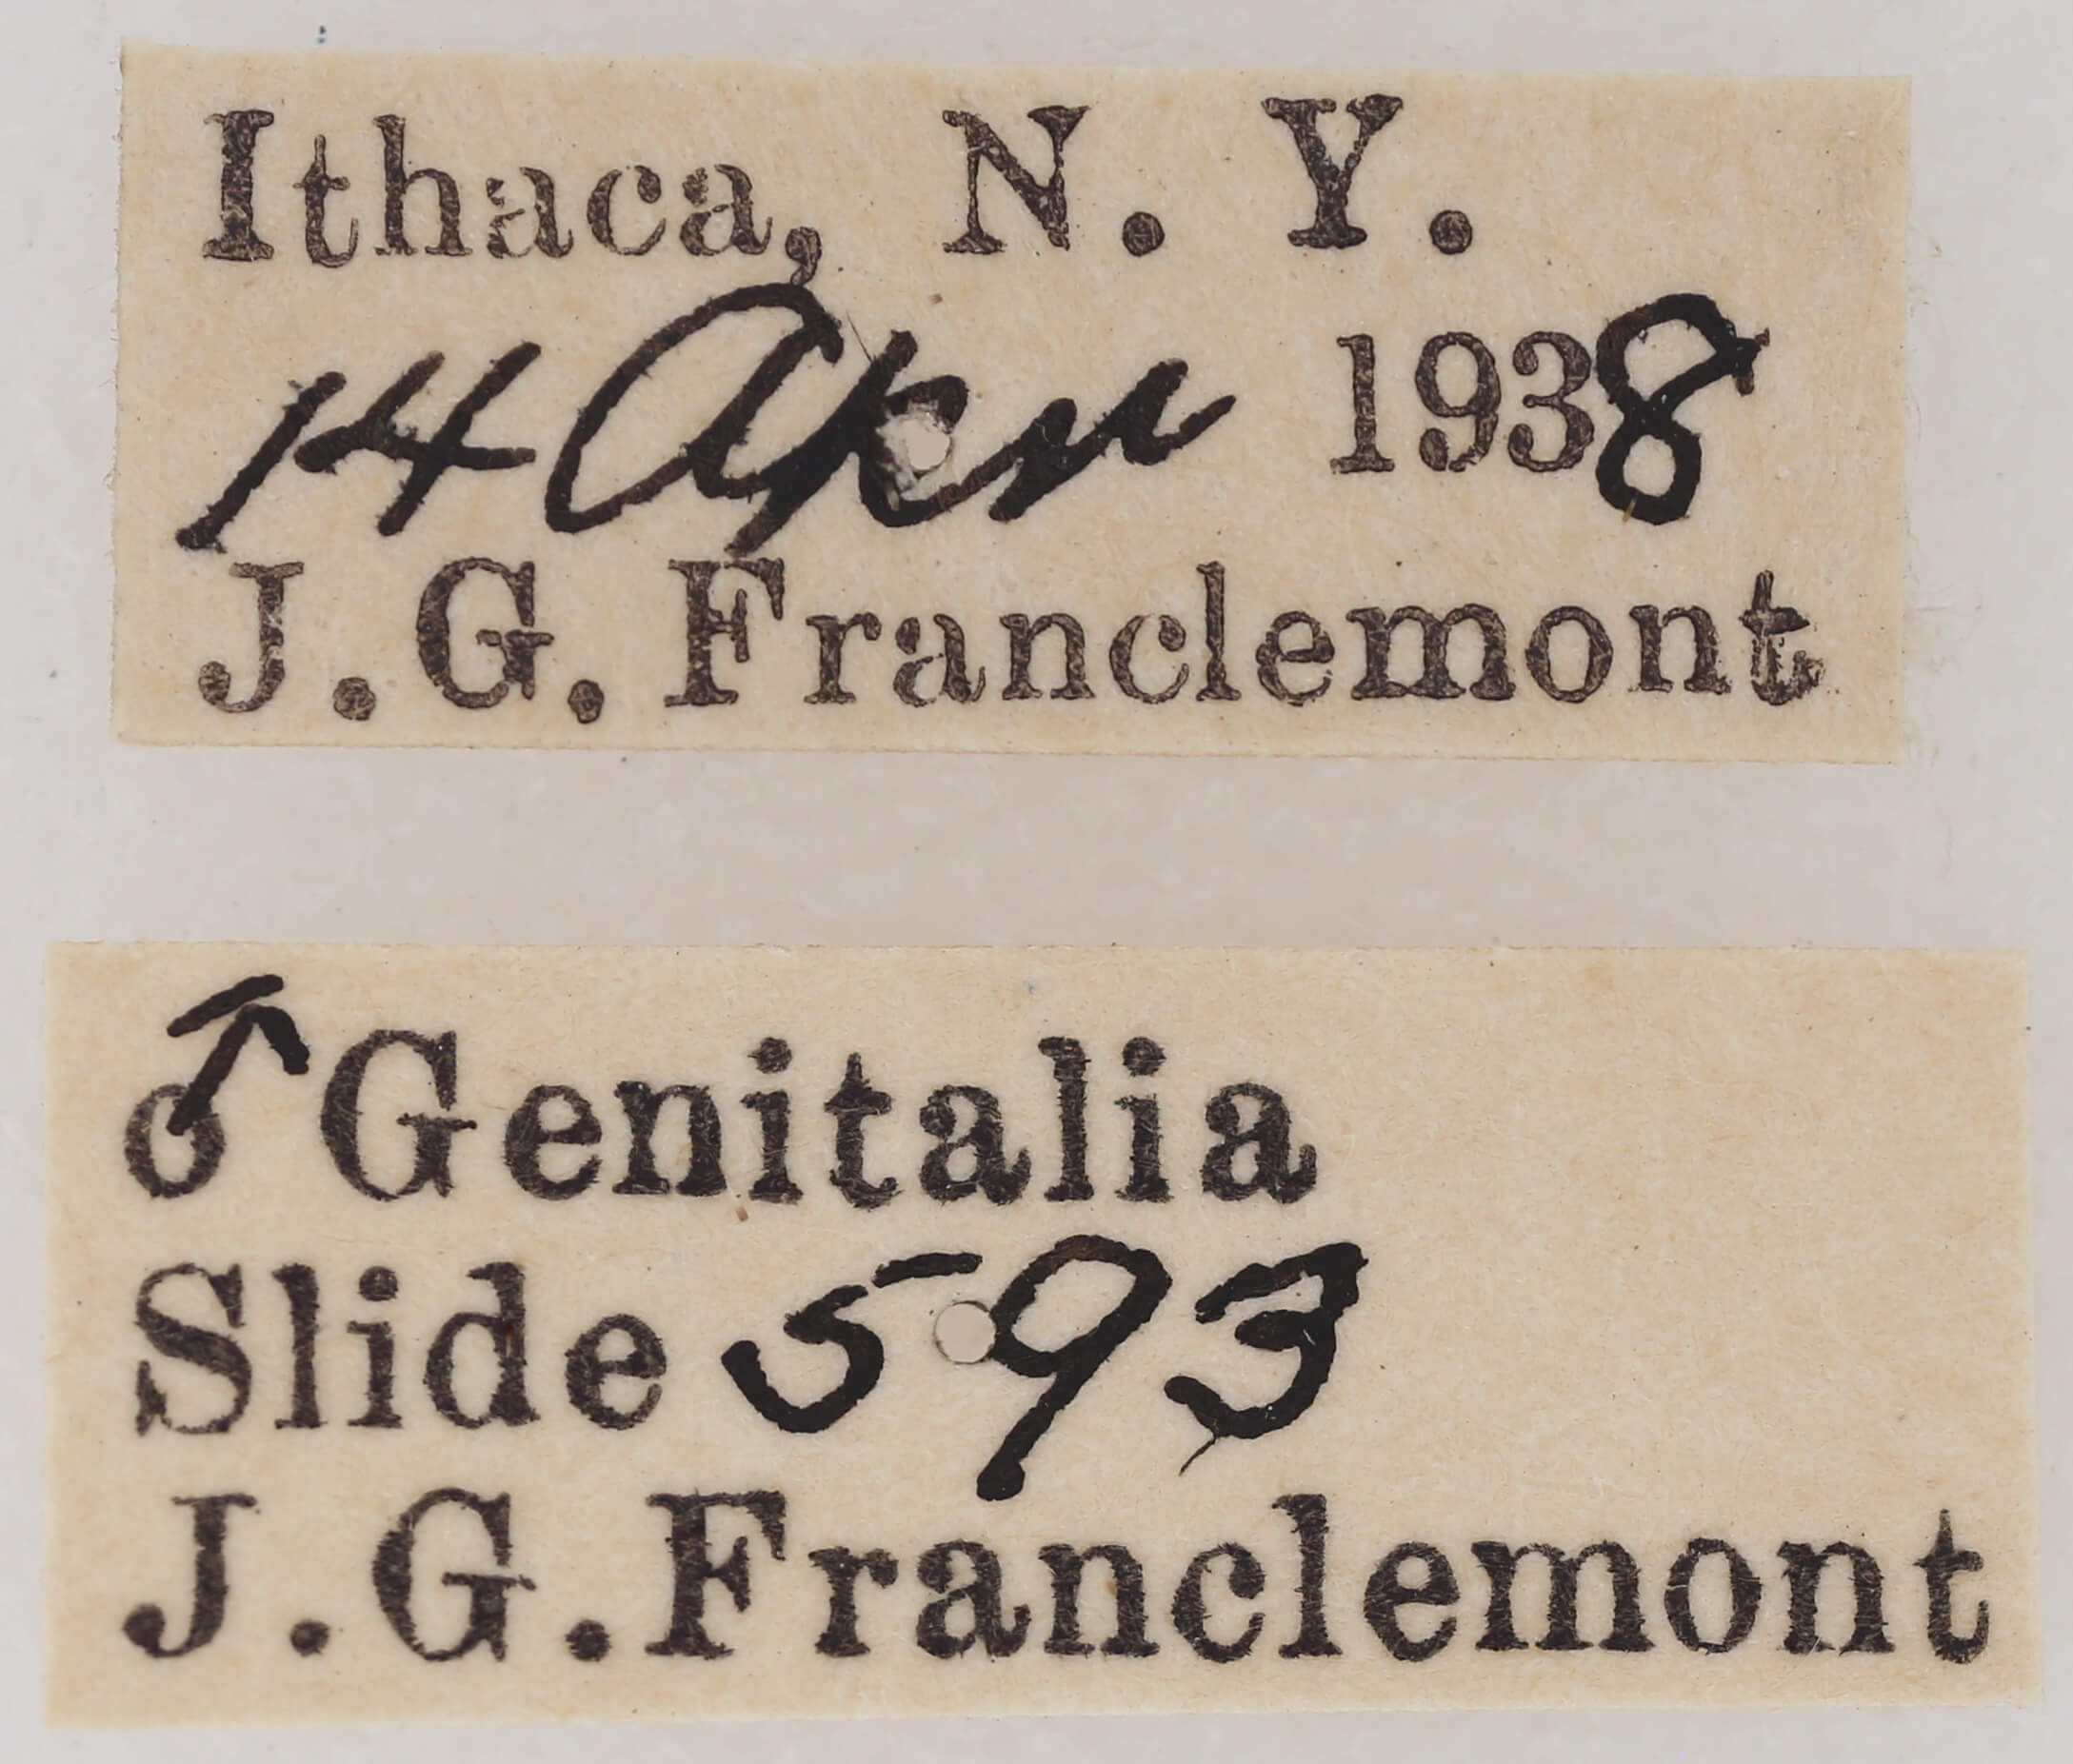 Ithaca, N. Y.
14 Apr 1938
J. G. Franclemont
♂ Genitalia
Slide 593
J. G. Franclemont